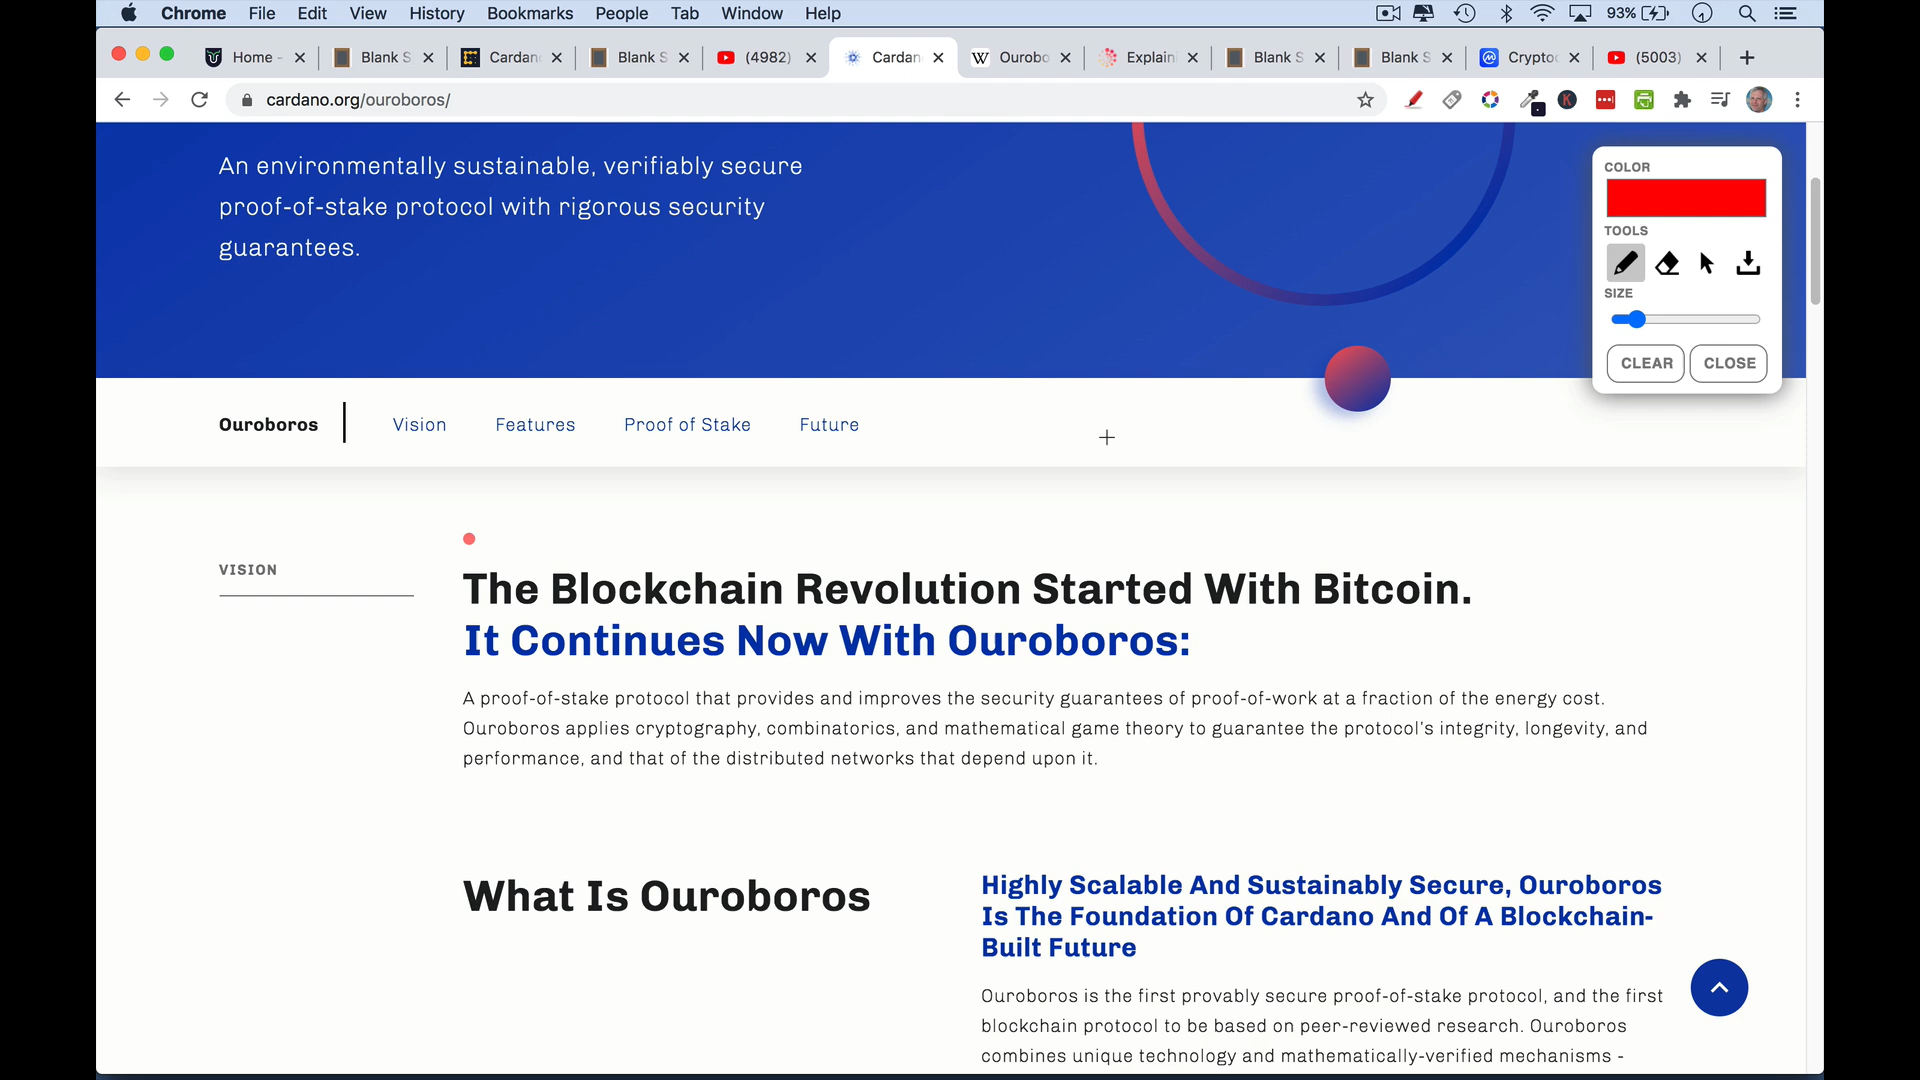 Chrome File Edit View History Bookmarks People Tab Window Help 93%
Home - Blank S Cardan Blank S (4982) Cardan Ourobo Explaini Blank S Blank S Cryptoc (5003)
cardano.org/ouroboros/
An environmentally sustainable, verifiably secure
proof-of-stake protocol with rigorous security
guarantees.
COLOR
TOOLS
SIZE
CLEAR CLOSE
Ouroboros Vision Features Proof of Stake Future
VISION
The Blockchain Revolution Started With Bitcoin.
It Continues Now With Ouroboros:
A proof-of-stake protocol that provides and improves the security guarantees of proof-of-work at a fraction of the energy cost.
Ouroboros applies cryptography, combinatorics, and mathematical game theory to guarantee the protocol's integrity, longevity, and
performance, and that of the distributed networks that depend upon it.
What Is Ouroboros
Highly Scalable And Sustainably Secure, Ouroboros
Is The Foundation Of Cardano And Of A Blockchain-
Built Future
Ouroboros is the first provably secure proof-of-stake protocol, and the first
blockchain protocol to be based on peer-reviewed research. Ouroboros
combines unique technology and mathematically-verified mechanisms -